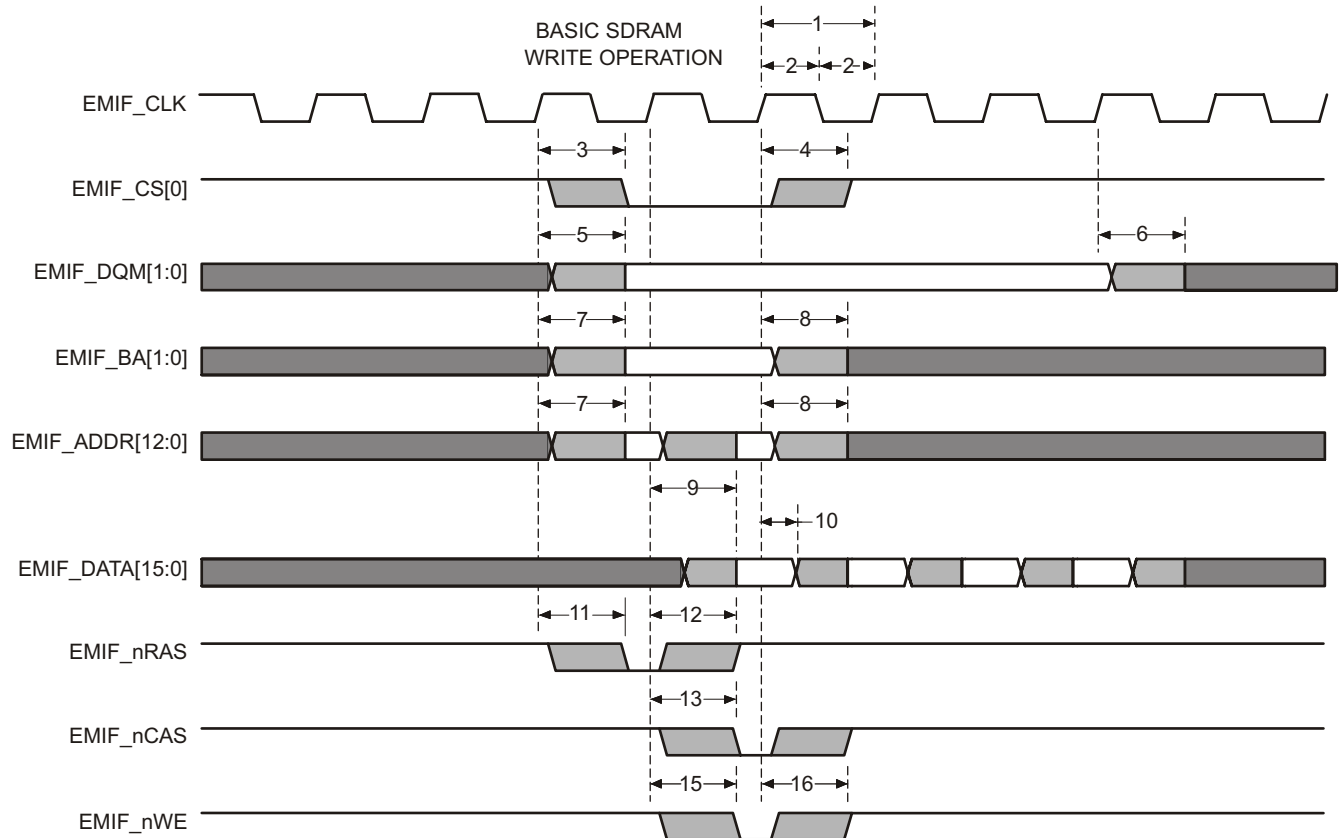 BASIC SDRAM
WRITE OPERATION
1
2 2
EMIF_CLK
3 4
EMIF_CS[0]
5 6
EMIF_DQM[1:0]
7 8
EMIF_BA[1:0]
7 8
EMIF_ADDR[12:0]
9
10
EMIF_DATA[15:0]
11 12
EMIF_nRAS
13
EMIF_nCAS
15 16
EMIF_nWE